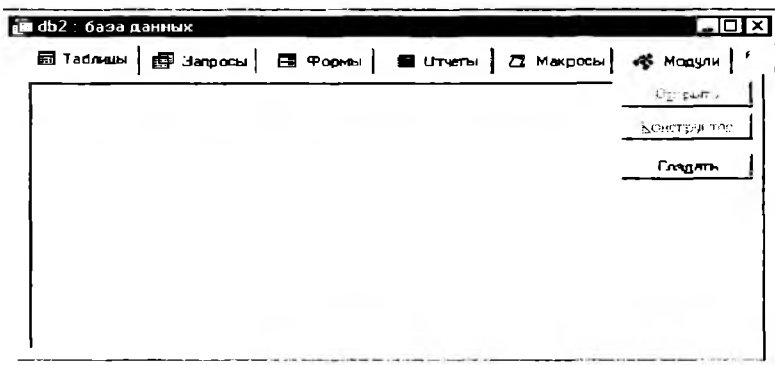 db2 : база данных
Таблицы Запросы Формы Отчеты Макросы Модули
Открыть
Конструктор
Создать